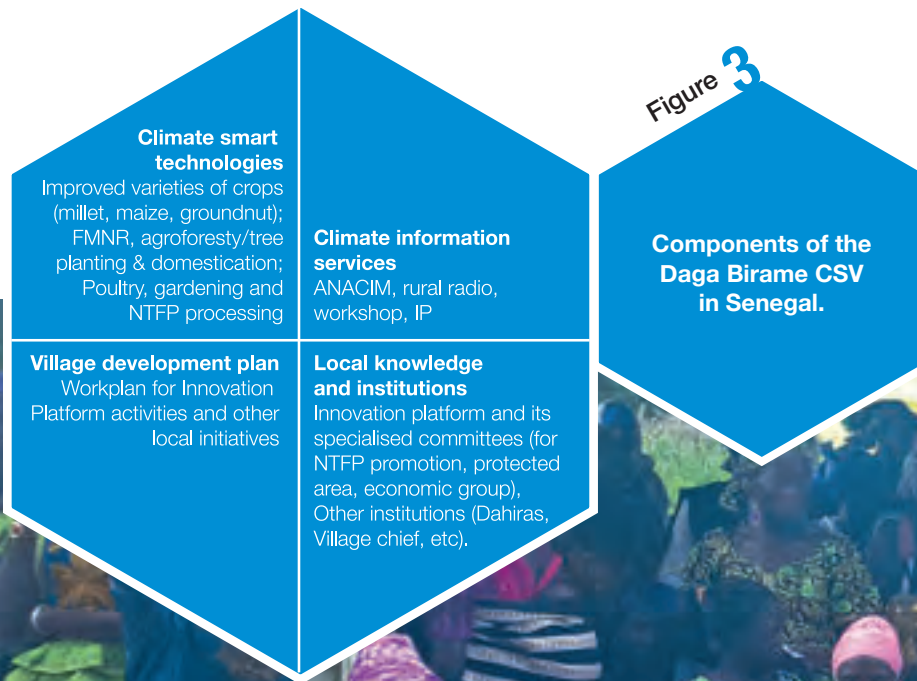 Figure 3
Climate smart
technologies
Improved varieties of crops
(millet, maize, groundnut);
FMNR, agroforesty/tree
planting & domestication;
Poultry, gardening and
NTFP processing
Climate information
services
ANACIM, rural radio,
workshop, IP
Village development plan
Workplan for Innovation
Platform activities and other
local initiatives
Local knowledge
and institutions
Innovation platform and its
specialised committees (for
NTFP promotion, protected
area, economic group),
Other institutions (Dahiras,
Village chief, etc).
Components of the
Daga Birame CSV
in Senegal.